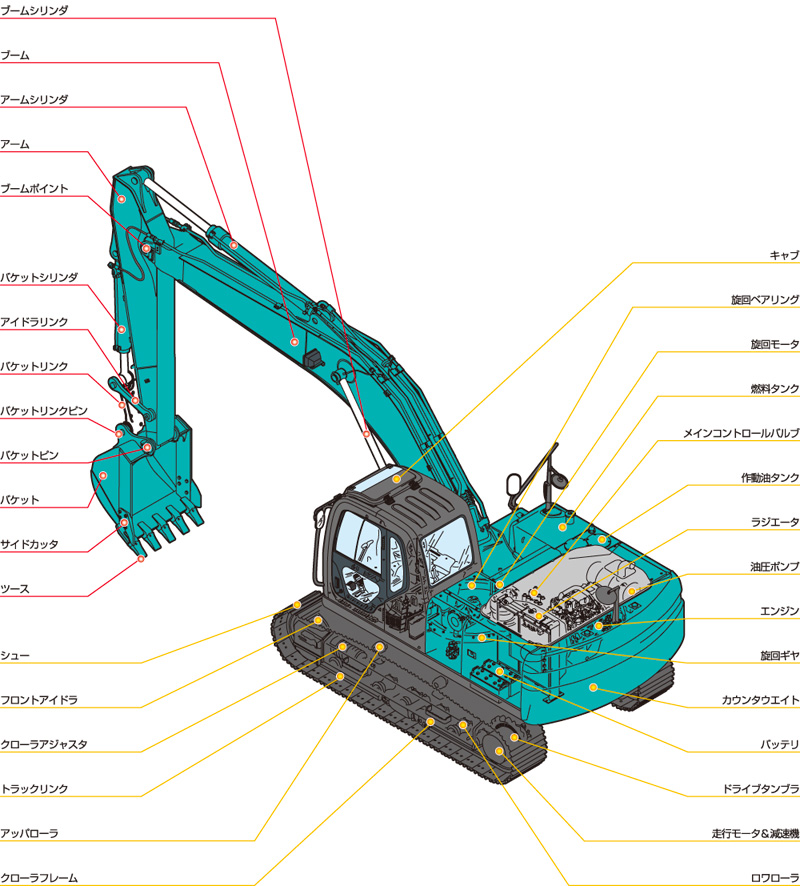 ブームシリンダ
ブーム
アームシリンダ
アーム
ブームポイント
バケットシリンダ
アイドラリンク
バケットリンク
バケットリンクピン
バケットピン
バケット
サイドカッタ
ツース
シュー
フロントアイドラ
クローラアジャスタ
トラックリンク
アッパローラ
クローラフレーム
キャブ
旋回ベアリング
旋回モータ
燃料タンク
メインコントロールバルブ
作動油タンク
ラジエータ
油圧ポンプ
エンジン
旋回ギヤ
カウンタウエイト
バッテリ
ドライブタンブラ
走行モータ&減速機
ロワローラ